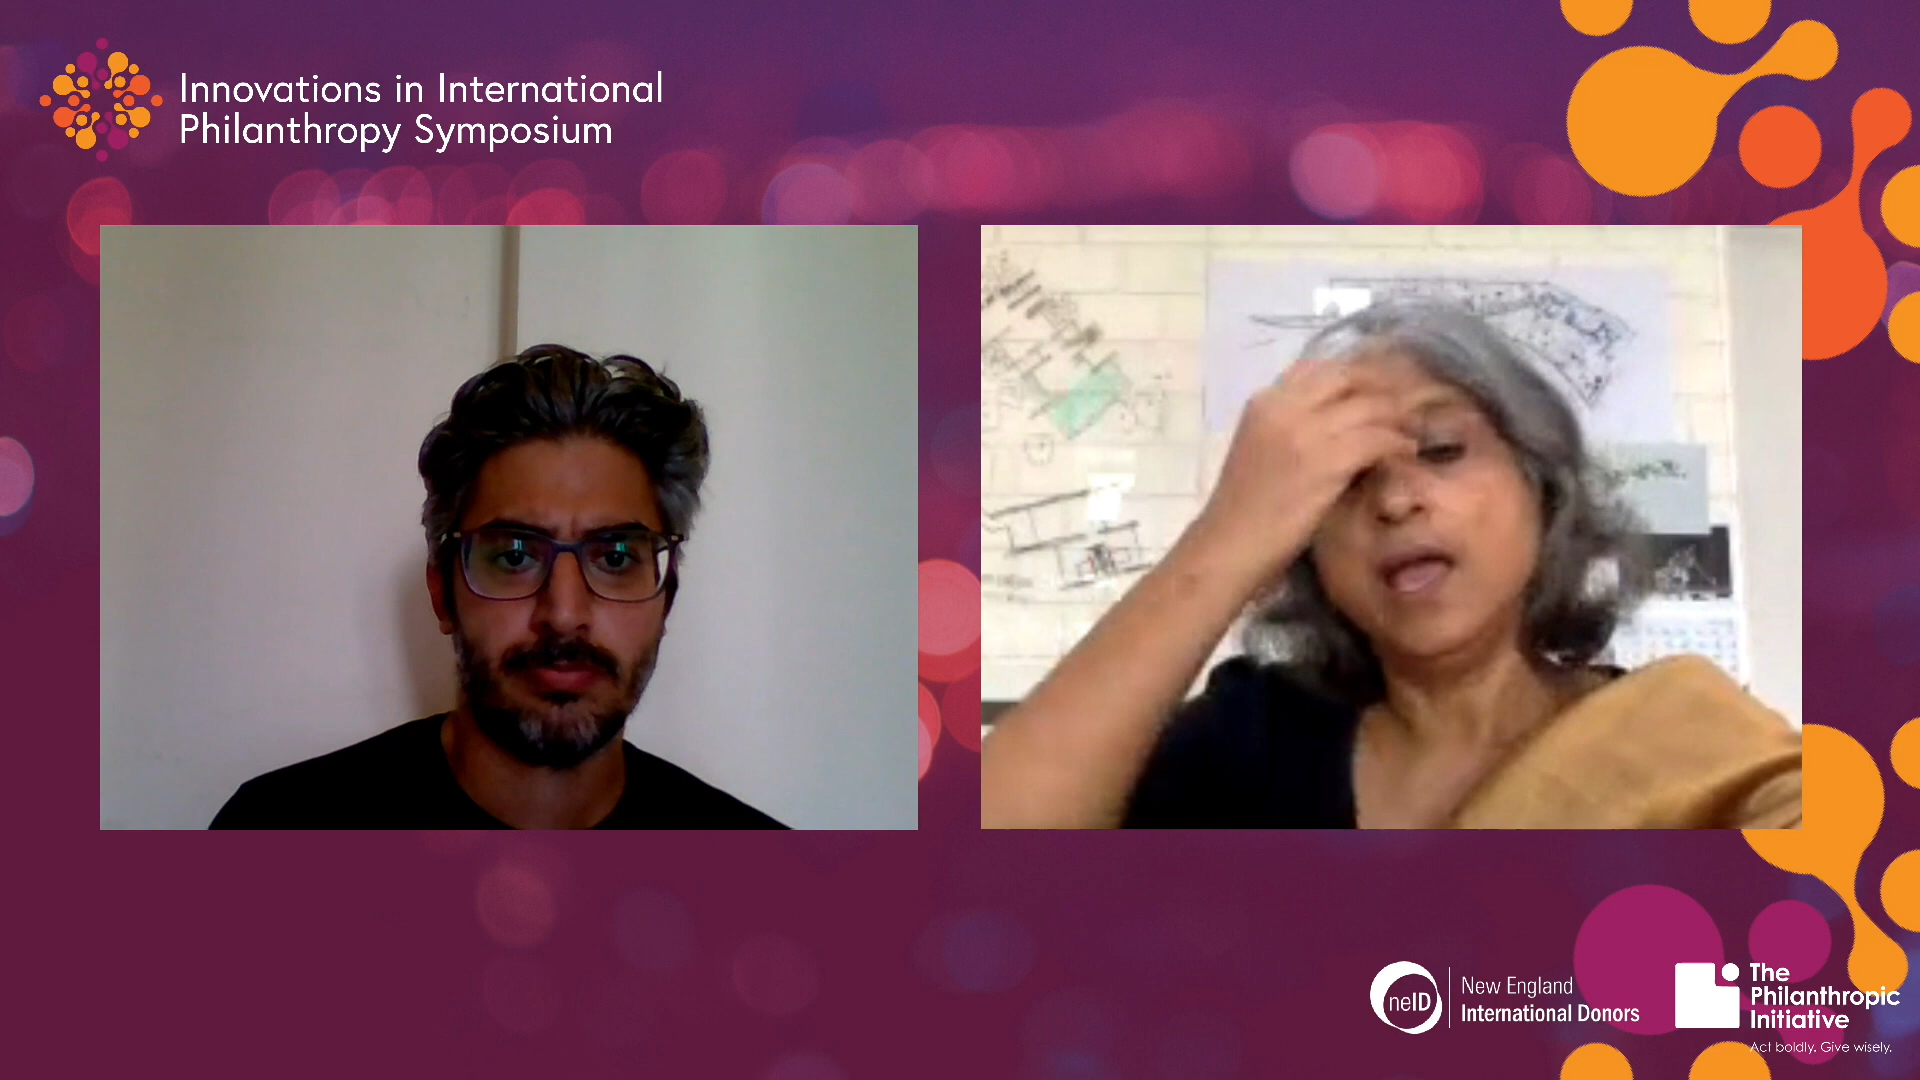 Innovations in International
Philanthropy Symposium
neID
New England
International Donors
The
Philanthropic
Initiative
Act boldly. Give wisely.